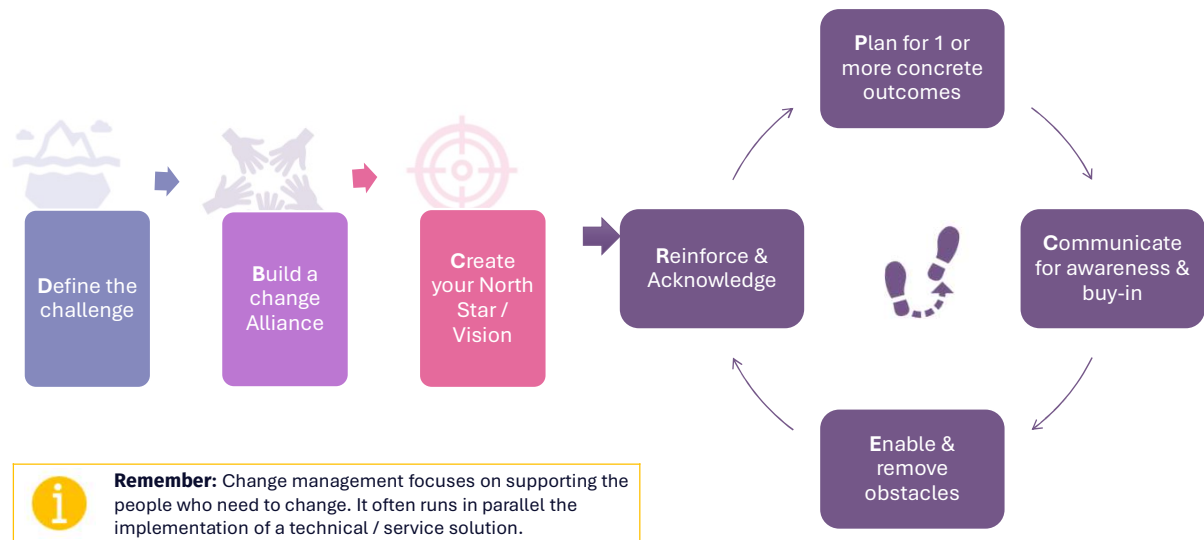 Define the
challenge
Build a
change
Alliance
Create
your North
Star /
Vision
Plan for 1 or
more concrete
outcomes
Communicate
for awareness &
buy-in
Enable &
remove
obstacles
Reinforce &
Acknowledge
i
Remember: Change management focuses on supporting the
people who need to change. It often runs in parallel the
implementation of a technical / service solution.